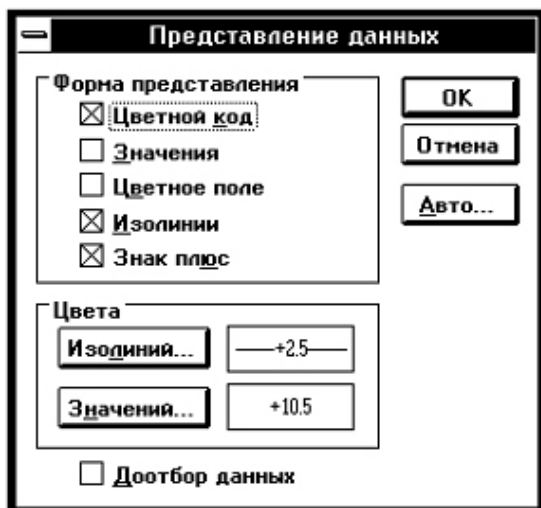 Представление данных
Форма представления
Цветной код
Значения
Цветное поле
Изолинии
Знак плюс
OK
Отмена
Авто...
Цвета
Изолиний...
+2.5
Значений...
+10.5
Доотбор данных